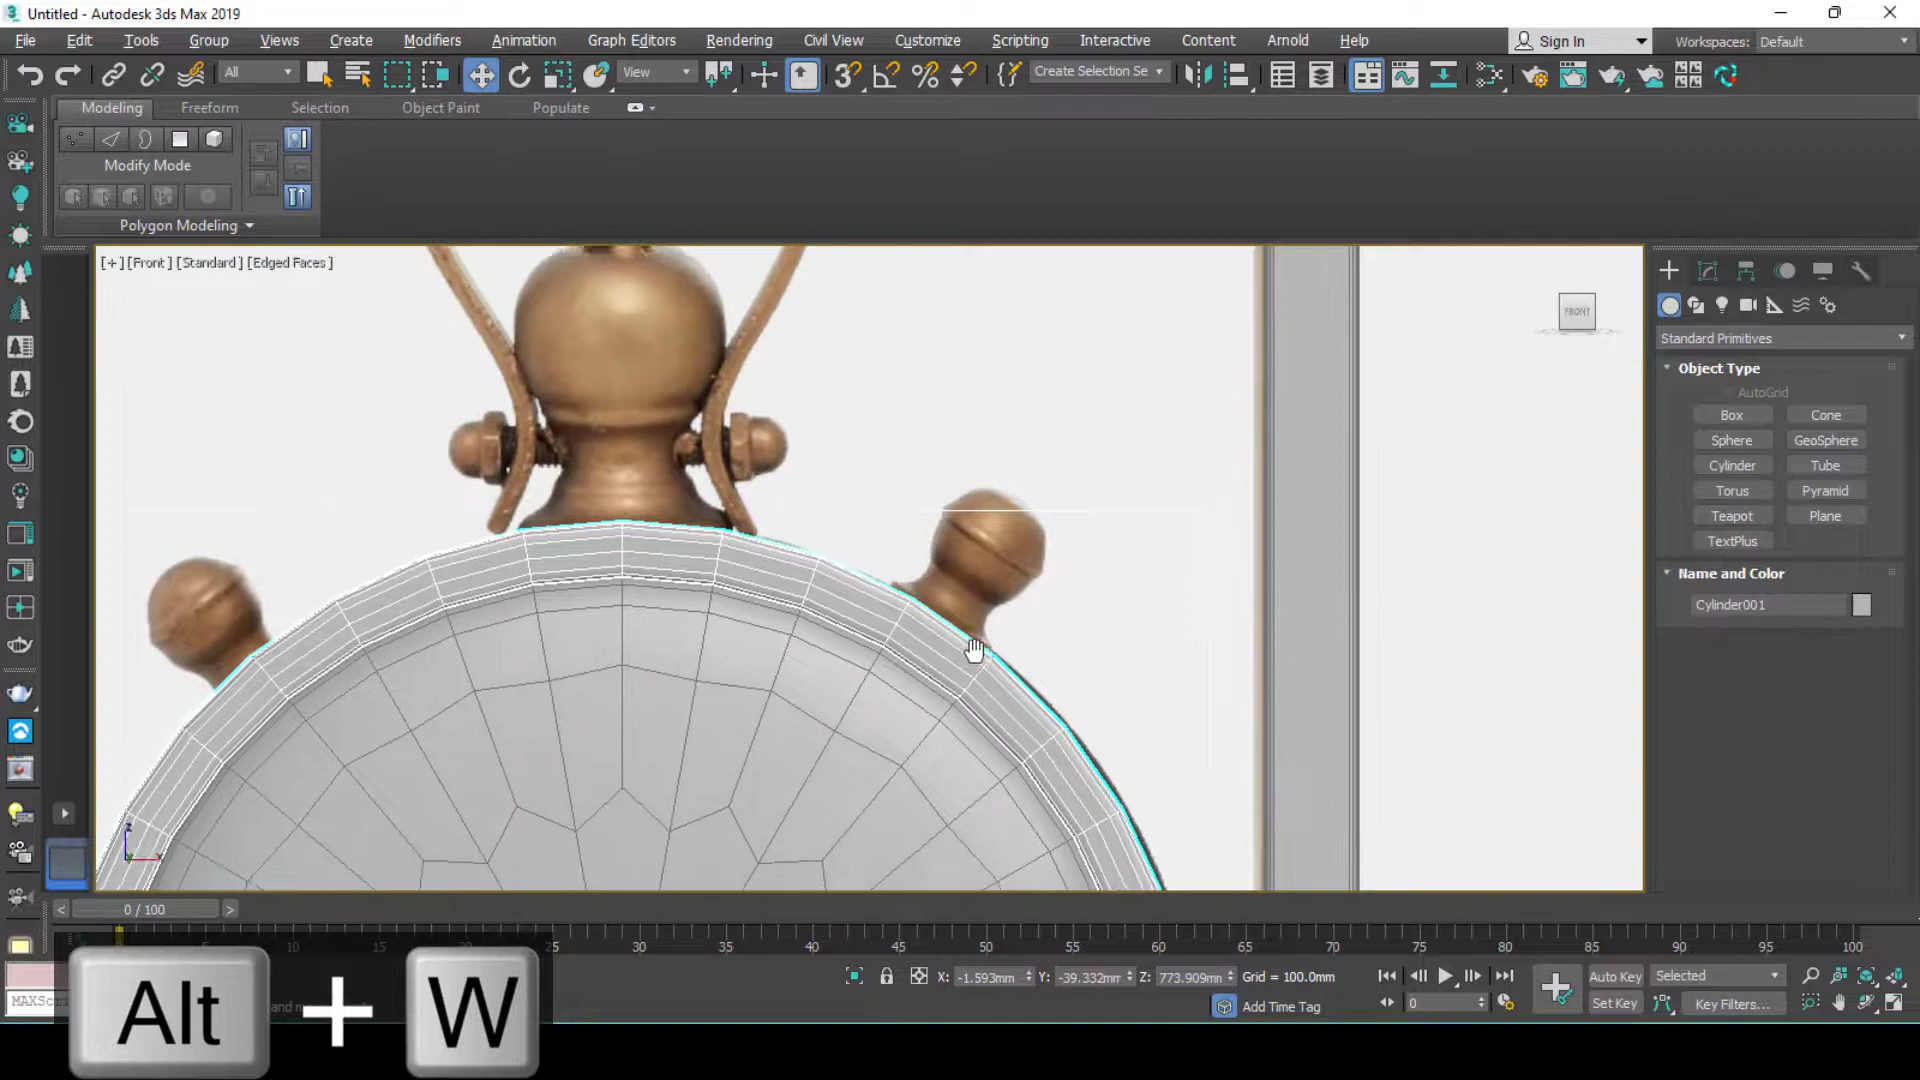 Untitled - Autodesk 3ds Max 2019
File Edit Tools Group Views Create Modifiers Animation Graph Editors Rendering Civil View Customize Scripting Interactive Content Arnold Help Sign In Workspaces: Default
All View Create Selection Se
Modeling Freeform Selection Object Paint Populate
Modify Mode
Polygon Modeling
[+] [Front] [Standard] [Edged Faces]
FRONT
Standard Primitives
Object Type
AutoGrid
Box Cone
Sphere GeoSphere
Cylinder Tube
Torus Pyramid
Teapot Plane
TextPlus
Name and Color
Cylinder001
z
x
0 / 100
10 15 25 30 35 40 45 50 55 60 65 70 75 80 85 90 95 100
X: -1.593mm Y: -39.332mm Z: 773.909mm Grid = 100.0mm Auto Key Selected
MAXScri
Add Time Tag 0 Set Key Key Filters...
Alt + W